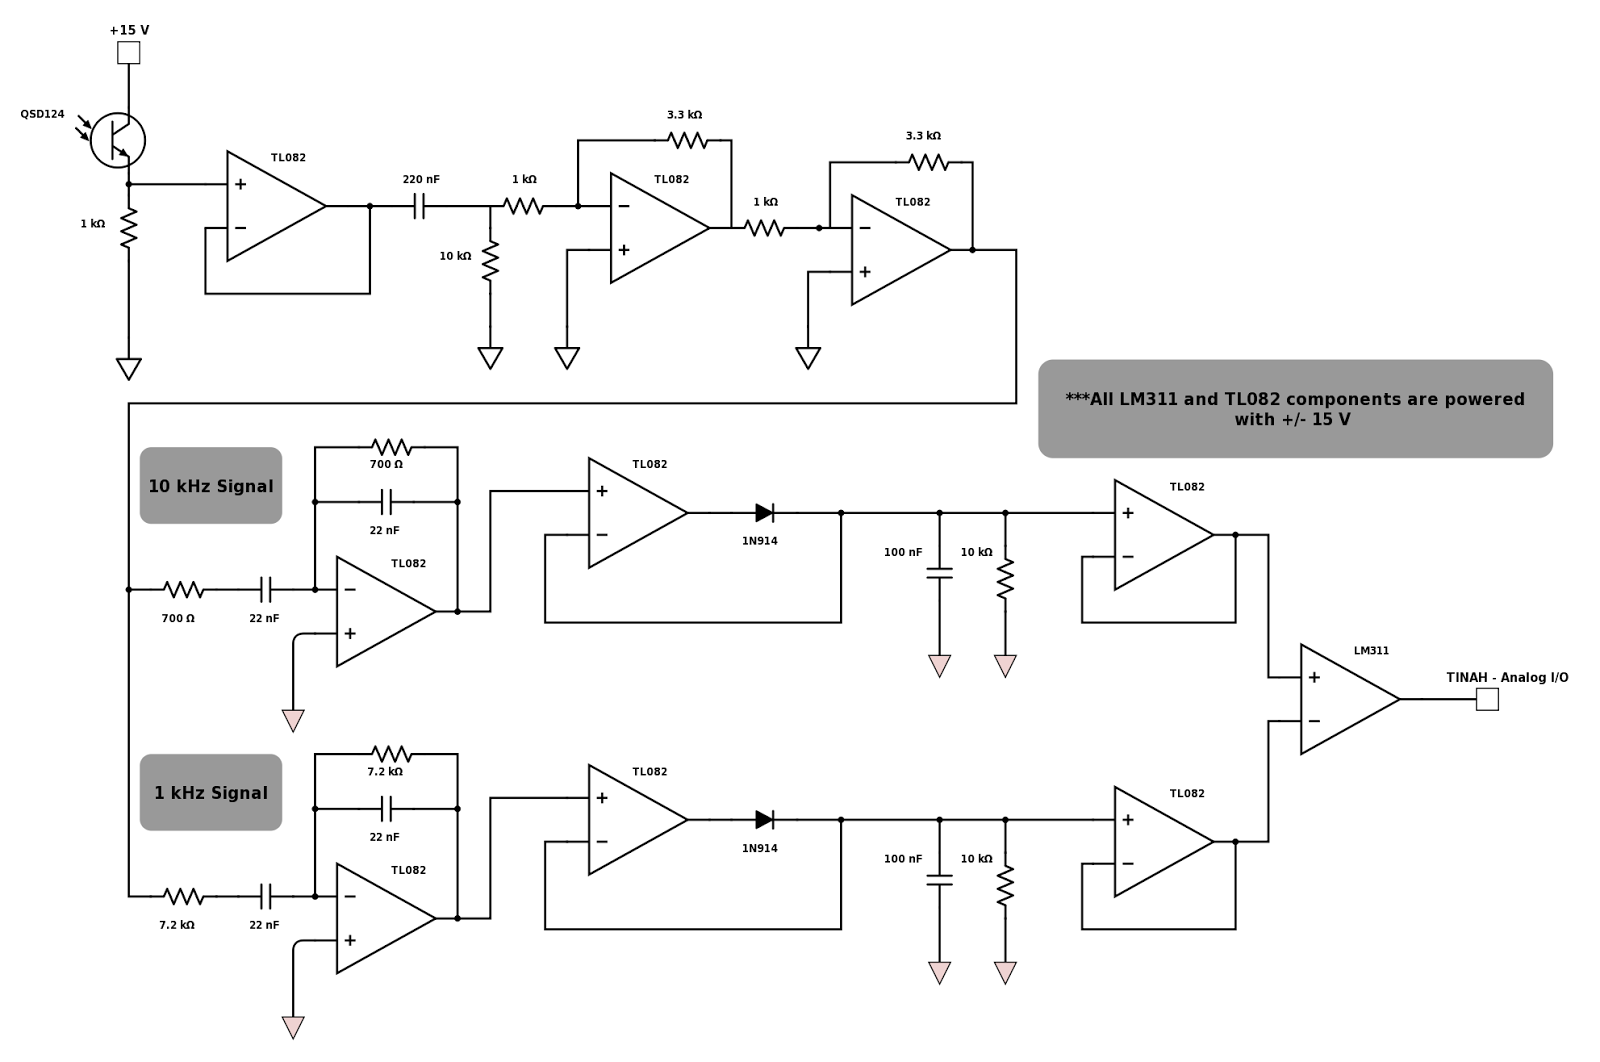 +15 V
QSD124
TL082
1 kΩ
220 nF
1 kΩ
10 kΩ
3.3 kΩ
TL082
1 kΩ
3.3 kΩ
TL082
***All LM311 and TL082 components are powered
with +/- 15 V
10 kHz Signal
700 Ω
22 nF
TL082
700 Ω
22 nF
TL082
1N914
100 nF
10 kΩ
TL082
LM311
TINAH - Analog I/O
1 kHz Signal
7.2 kΩ
22 nF
TL082
7.2 kΩ
22 nF
TL082
1N914
100 nF
10 kΩ
TL082